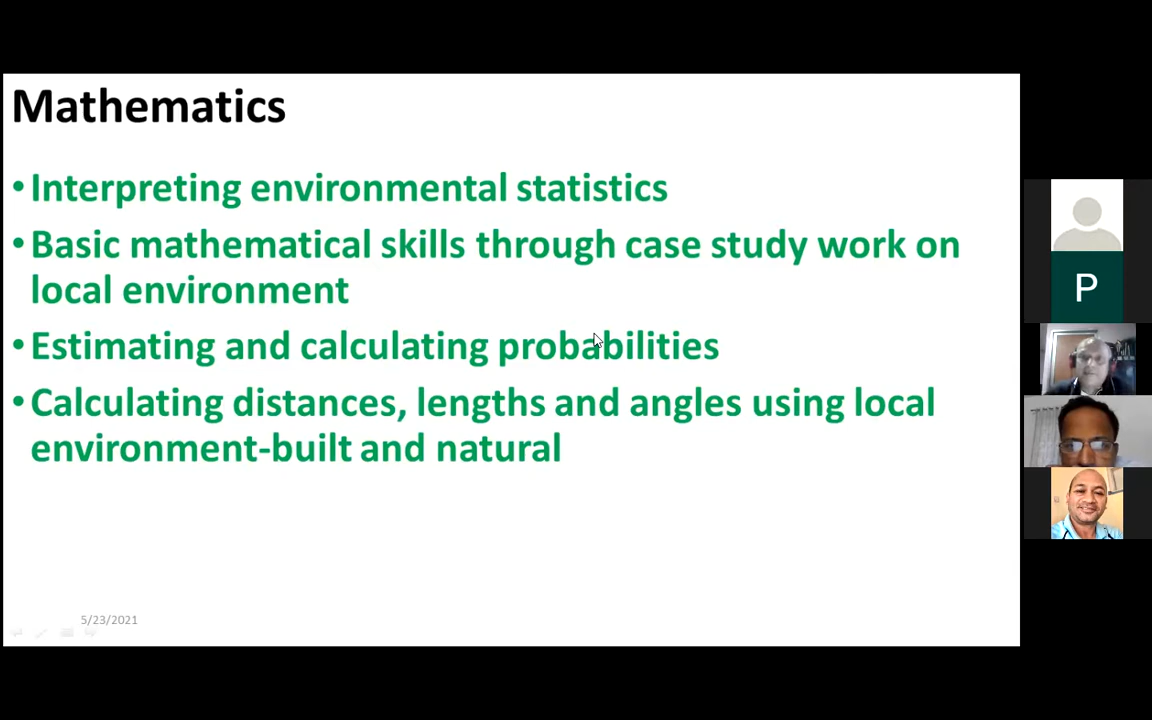 Mathematics
•Interpreting environmental statistics
•Basic mathematical skills through case study work on
local environment
•Estimating and calculating probabilities
•Calculating distances, lengths and angles using local
environment-built and natural
5/23/2021
P